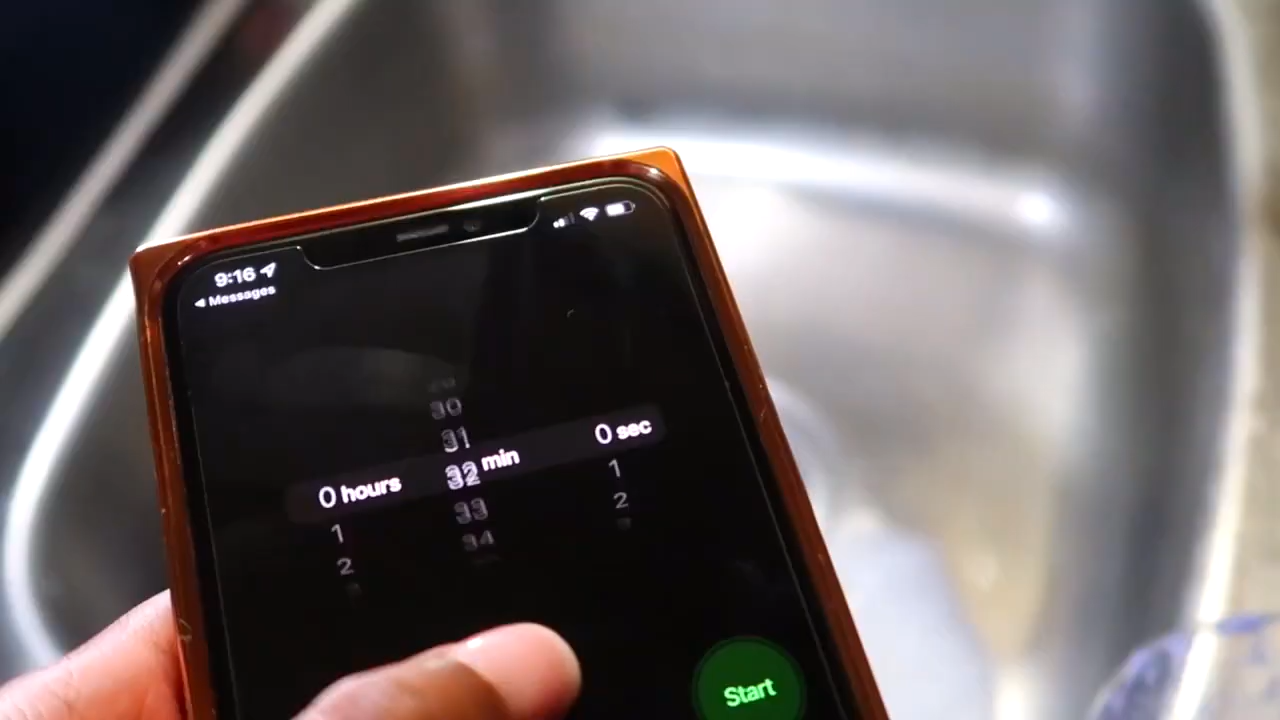 9:16
◀ Messages
30
31
0 hours 32 min 0 sec
1 33 1
2 34 2
Start